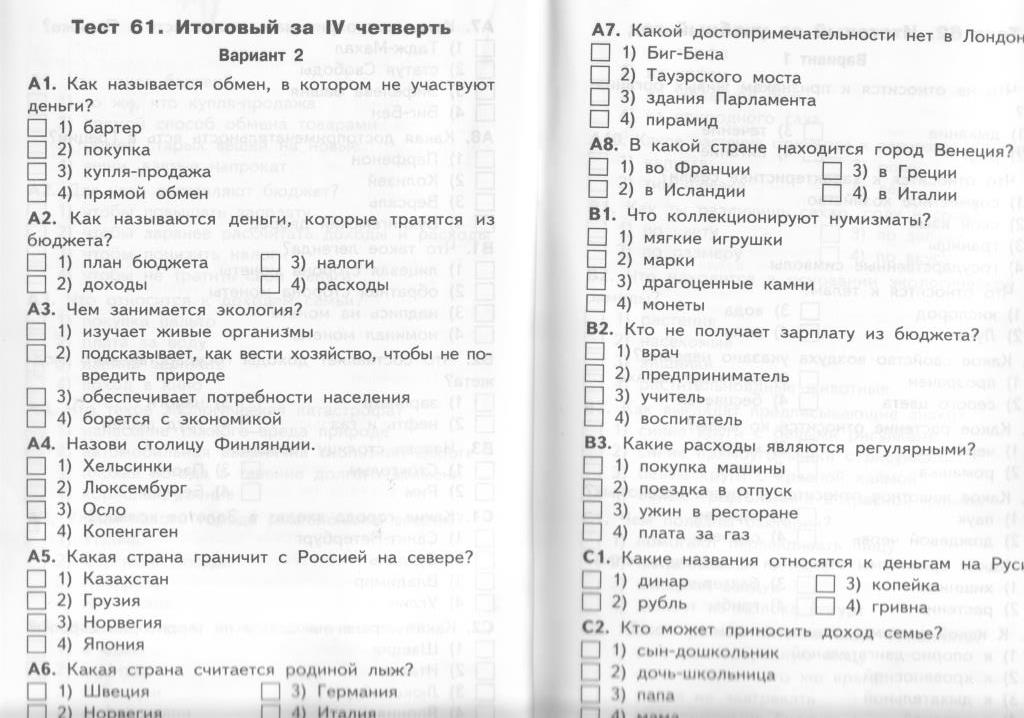 Тест 61. Итоговый за IV четверть
Вариант 2
А1. Как называется обмен, в котором не участвуют
деньги?
1) бартер
2) покупка
3) купля-продажа
4) прямой обмен
А2. Как называются деньги, которые тратятся из
бюджета?
1) план бюджета
3) налоги
2) доходы
4) расходы
А3. Чем занимается экология?
1) изучает живые организмы
2) подсказывает, как вести хозяйство, чтобы не по-
вредить природе
3) обеспечивает потребности населения
4) борется с экономикой
А4. Назови столицу Финляндии.
1) Хельсинки
2) Люксембург
3) Осло
4) Копенгаген
А5. Какая страна граничит с Россией на севере?
1) Казахстан
2) Грузия
3) Норвегия
4) Япония
А6. Какая страна считается родиной лыж?
1) Швеция
3) Германия
2) Норвегия
4) Италия
А7. Какой достопримечательности нет в Лондон
1) Биг-Бена
2) Тауэрского моста
3) здания Парламента
4) пирамид
А8. В какой стране находится город Венеция?
1) во Франции
3) в Греции
2) в Исландии
4) в Италии
В1. Что коллекционируют нумизматы?
1) мягкие игрушки
2) марки
3) драгоценные камни
4) монеты
В2. Кто не получает зарплату из бюджета?
1) врач
2) предприниматель
3) учитель
4) воспитатель
В3. Какие расходы являются регулярными?
1) покупка машины
2) поездка в отпуск
3) ужин в ресторане
4) плата за газ
С1. Какие названия относятся к деньгам на Руси
1) динар
3) копейка
2) рубль
4) гривна
С2. Кто может приносить доход семье?
1) сын-дошкольник
2) дочь-школьница
3) папа
4) мама